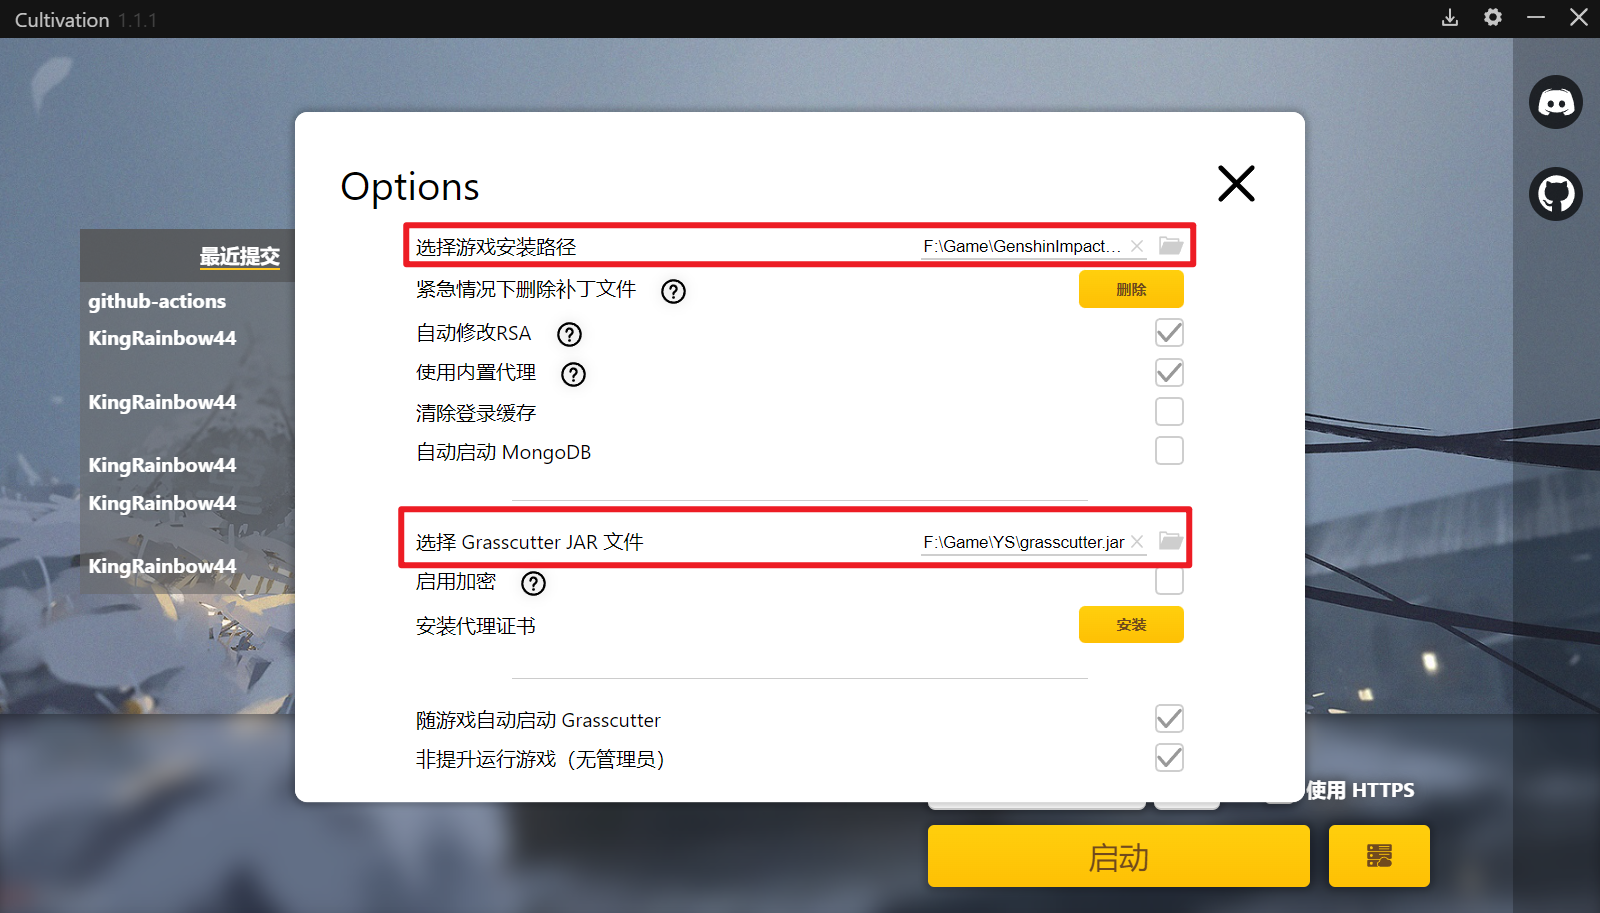 Cultivation 1.1.1
Options
选择游戏安装路径 F:\Game\GenshinImpact...
紧急情况下删除补丁文件 删除
自动修改RSA
使用内置代理
清除登录缓存
自动启动 MongoDB
选择 Grasscutter JAR 文件 F:\Game\YS\grasscutter.jar
启用加密
安装代理证书 安装
随游戏自动启动 Grasscutter
非提升运行游戏（无管理员）
最近提交
github-actions
KingRainbow44
KingRainbow44
KingRainbow44
KingRainbow44
KingRainbow44
使用 HTTPS
启动